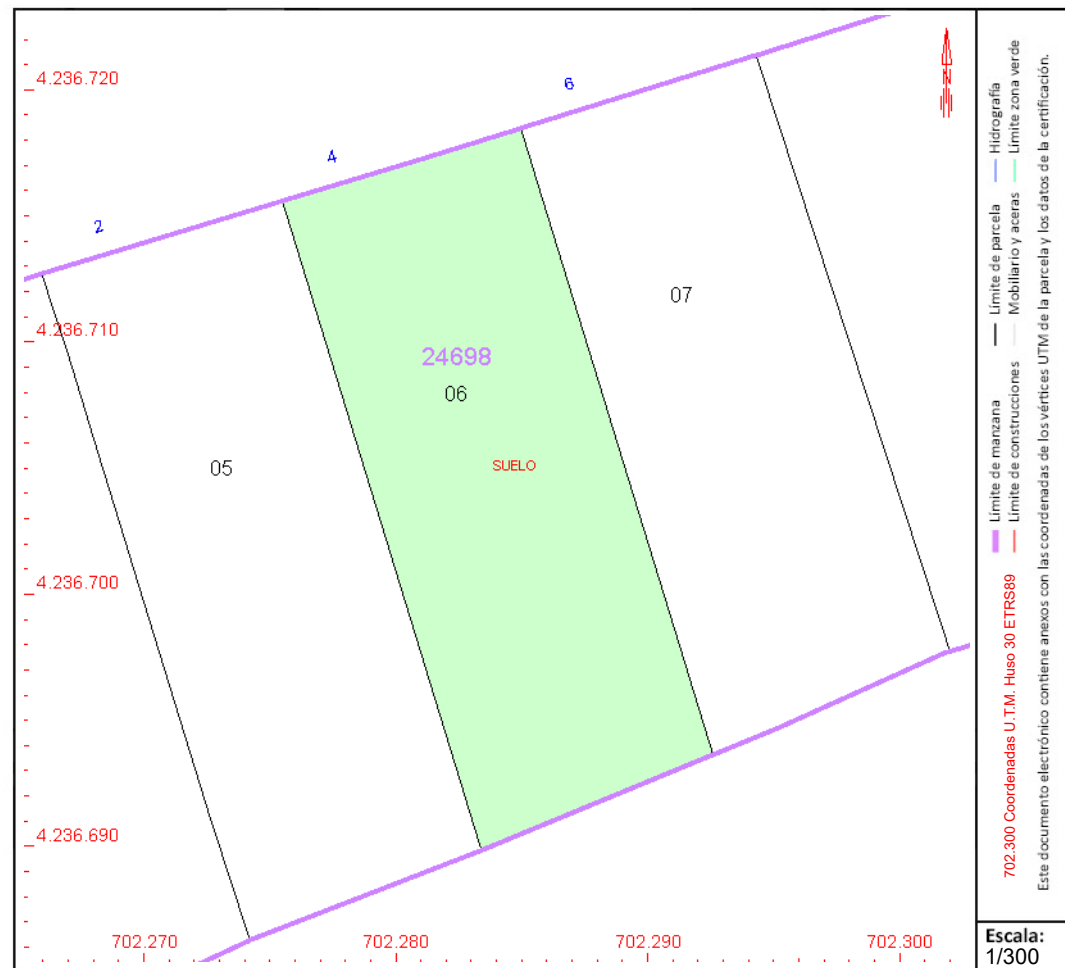 4.236.720
4.236.710
4.236.700
4.236.690
2
4
6
05
24698
06
SUELO
07
702.270
702.280
702.290
702.300
N
702.300 Coordenadas U.T.M. Huso 30 ETRS89
Límite de manzana
Límite de construcciones
Límite de parcela
Mobiliario y aceras
Hidrografía
Límite zona verde
Este documento electrónico contiene anexos con las coordenadas de los vértices UTM de la parcela y los datos de la certificación.
Escala:
1/300